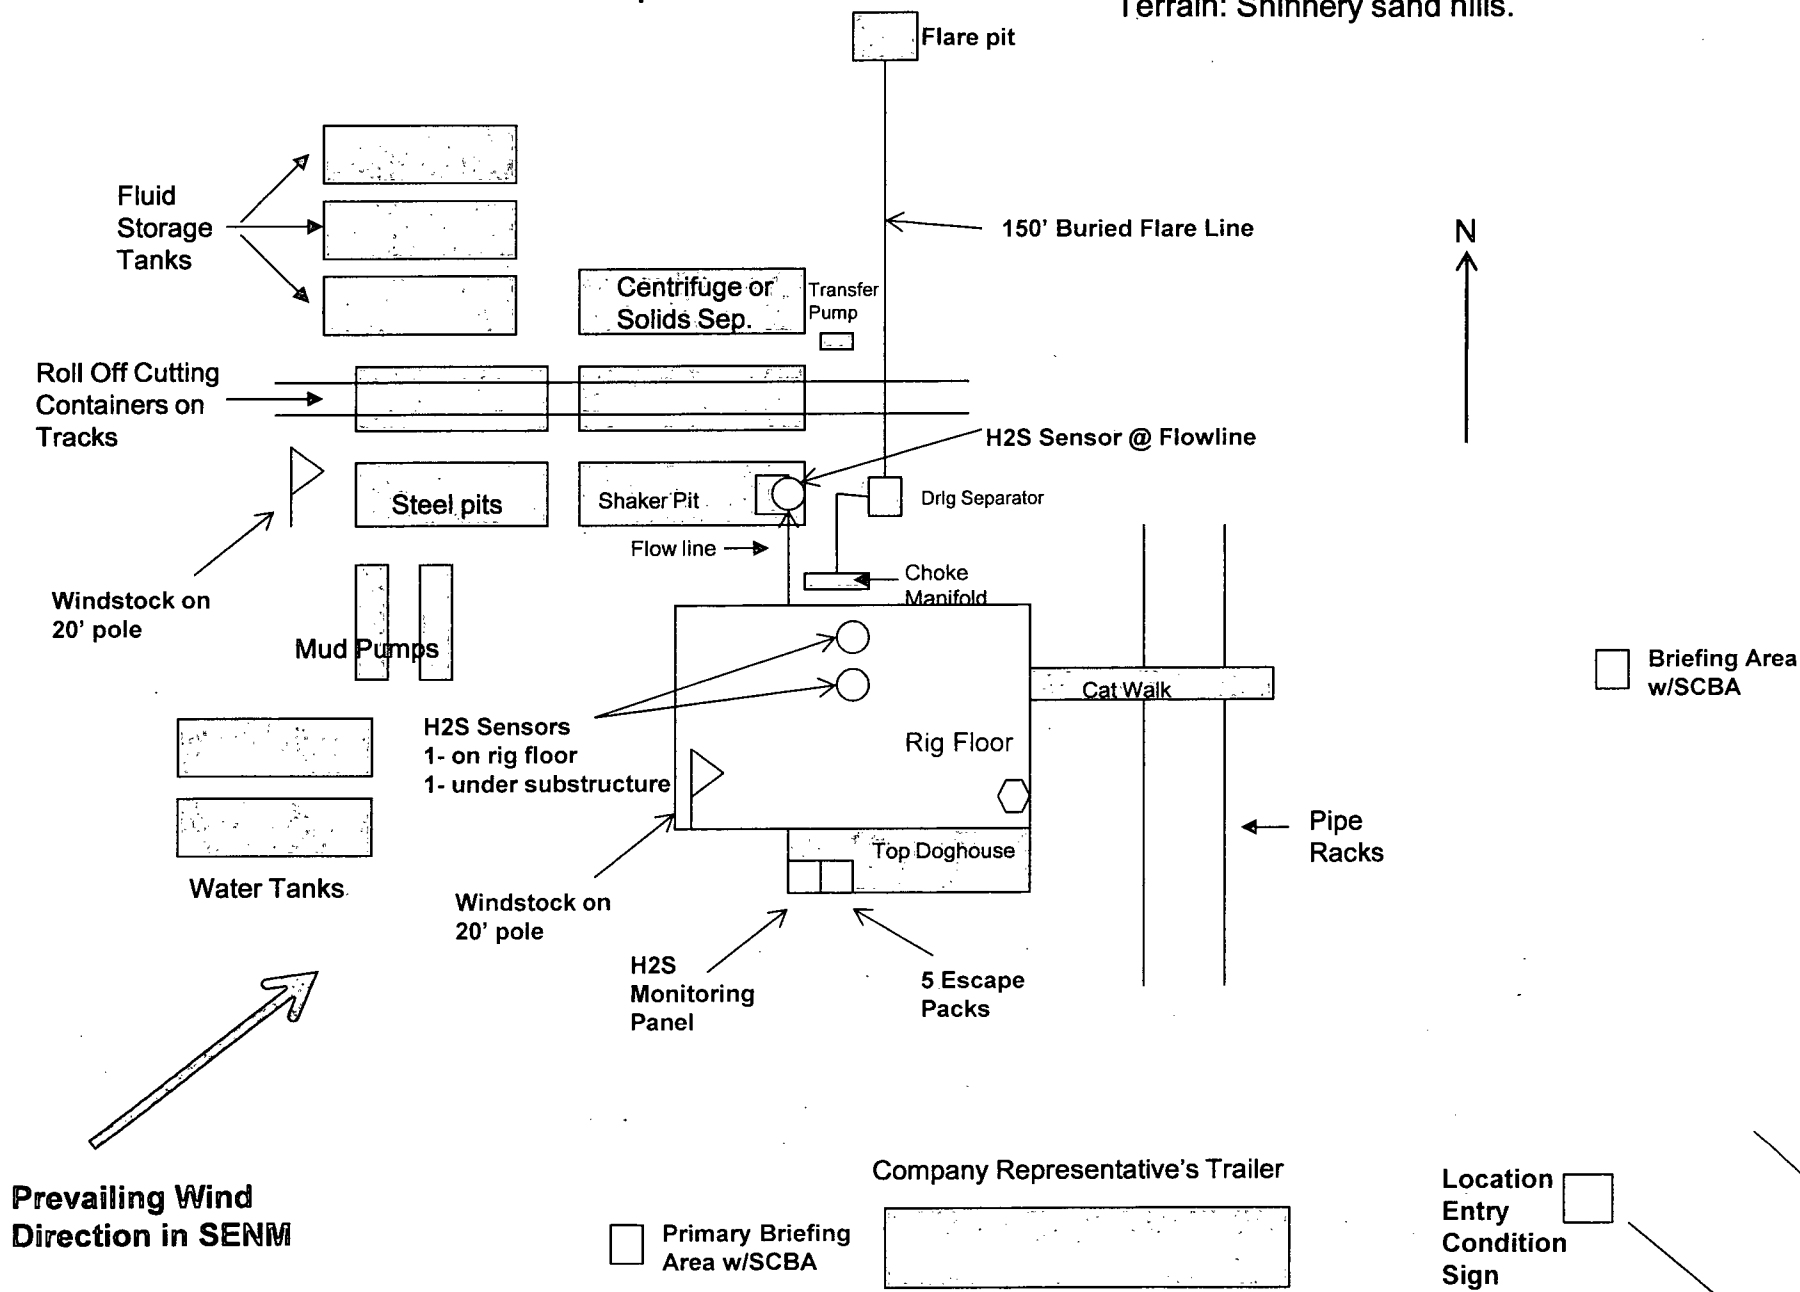 Terrain: Shinnery sand hills.
Flare pit
Fluid
Storage
Tanks
150' Buried Flare Line
N
Centrifuge or
Solids Sep.
Transfer
Pump
Roll Off Cutting
Containers on
Tracks
H2S Sensor @ Flowline
Steel pits
Shaker Pit
Drlg Separator
Flow line
Choke
Manifold
Windstock on
20' pole
Mud Pumps
Briefing Area
w/SCBA
Cat Walk
H2S Sensors
1- on rig floor
1- under substructure
Rig Floor
Pipe
Racks
Top Doghouse
Water Tanks
Windstock on
20' pole
H2S
Monitoring
Panel
5 Escape
Packs
Prevailing Wind
Direction in SENM
Company Representative's Trailer
Primary Briefing
Area w/SCBA
Location
Entry
Condition
Sign